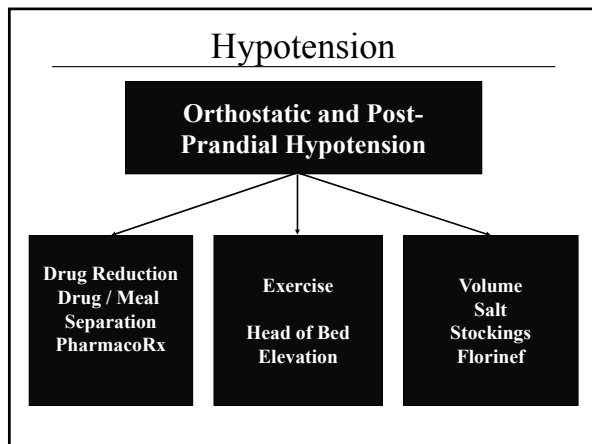 Hypotension
Orthostatic and Post-
Prandial Hypotension
Drug Reduction
Drug / Meal
Separation
PharmacoRx
Exercise
Head of Bed
Elevation
Volume
Salt
Stockings
Florinef